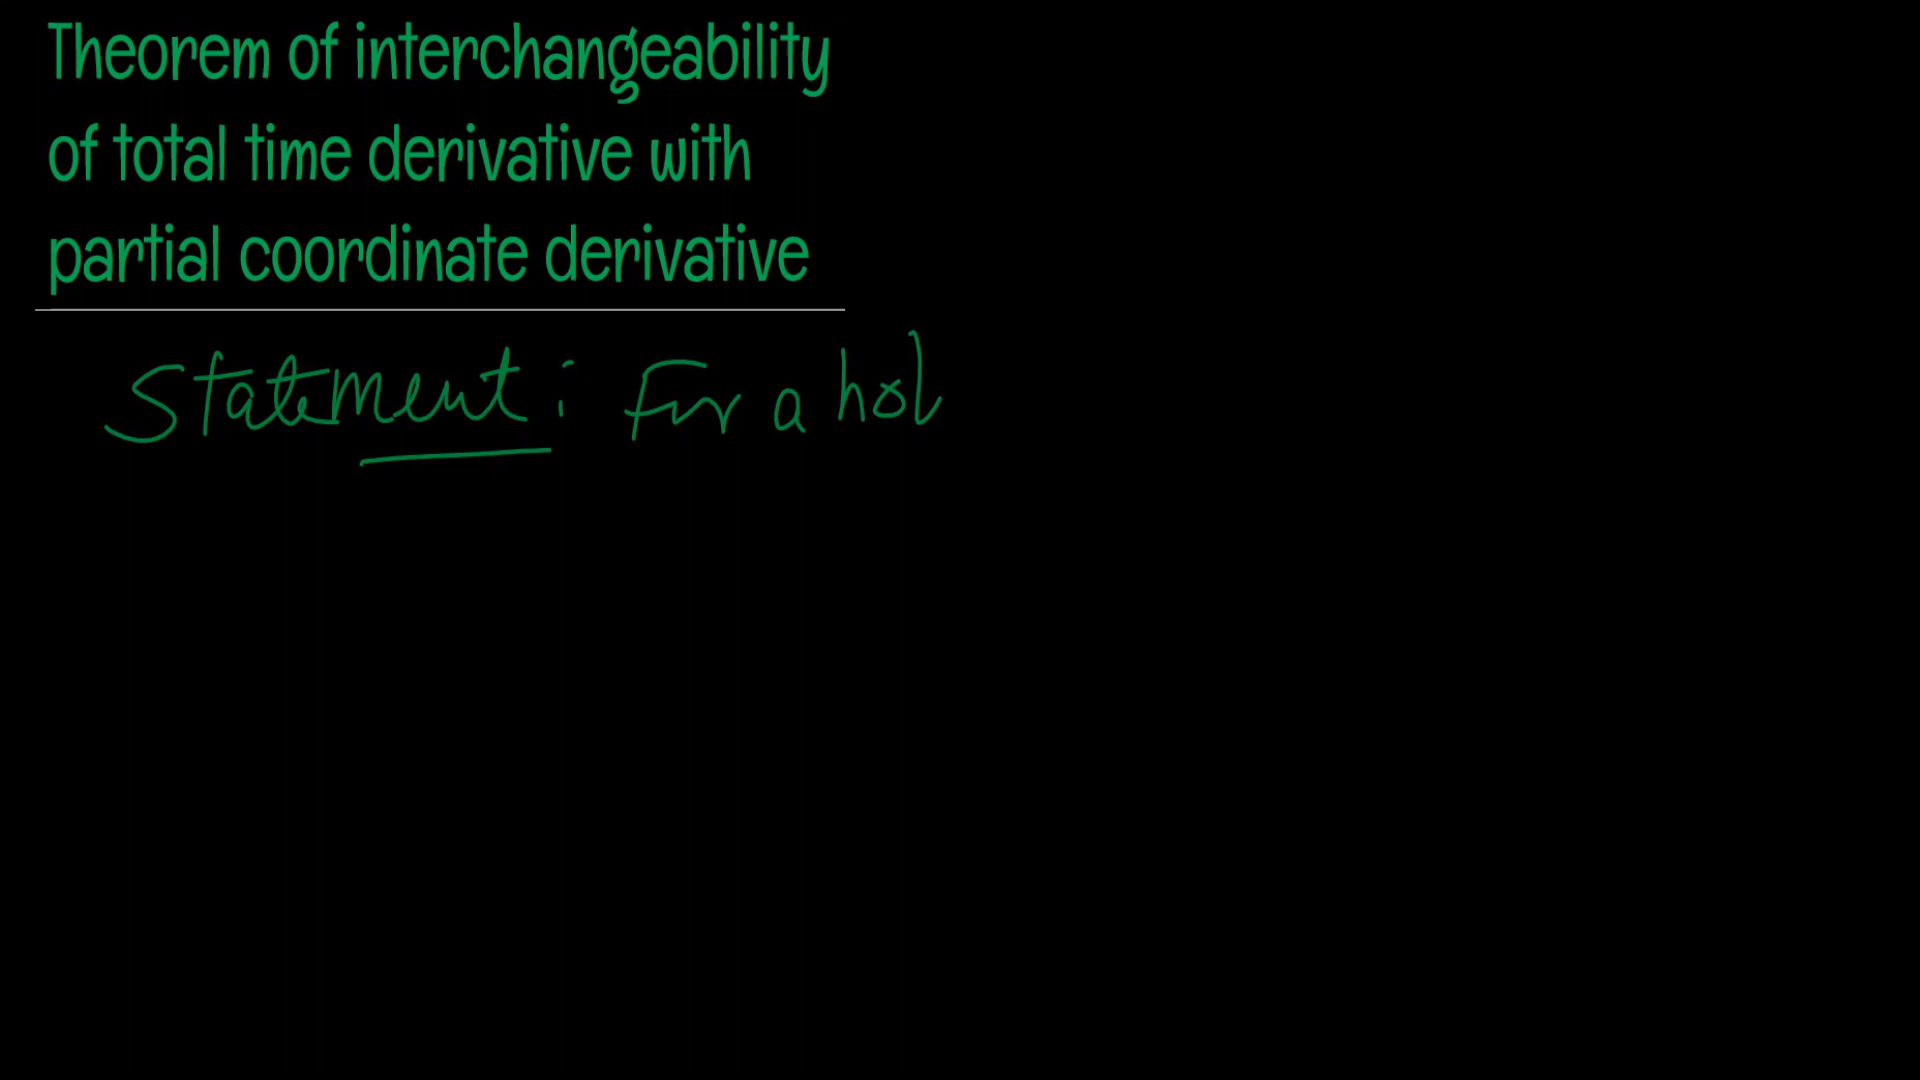 Theorem of interchangeability
of total time derivative with
partial coordinate derivative
Statement : For a hol